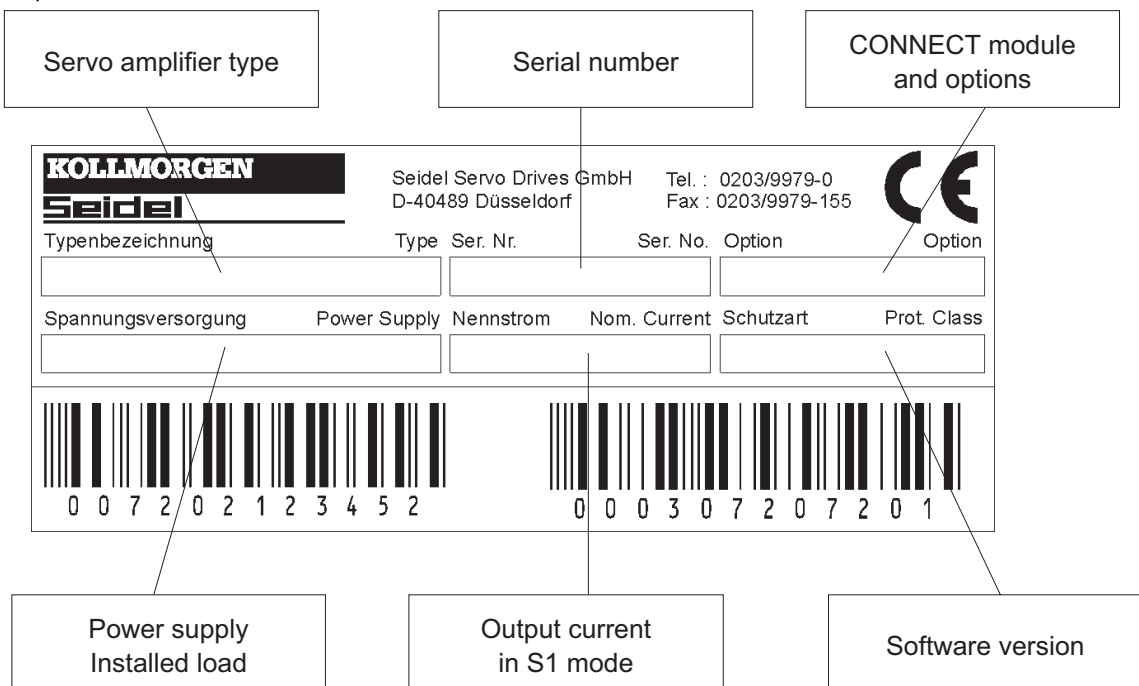 Servo amplifier type
Serial number
CONNECT module
and options
KOLLMORGEN
Seidel
Seidel Servo Drives GmbH Tel. : 0203/9979-0
D-40489 Düsseldorf Fax : 0203/9979-155
CE
Typenbezeichnung Type Ser. Nr. Ser. No. Option Option
Spannungsversorgung Power Supply Nennstrom Nom. Current Schutzart Prot. Class
0 0 7 2 0 2 1 2 3 4 5 2
0 0 0 3 0 7 2 0 7 2 0 1
Power supply
Installed load
Output current
in S1 mode
Software version